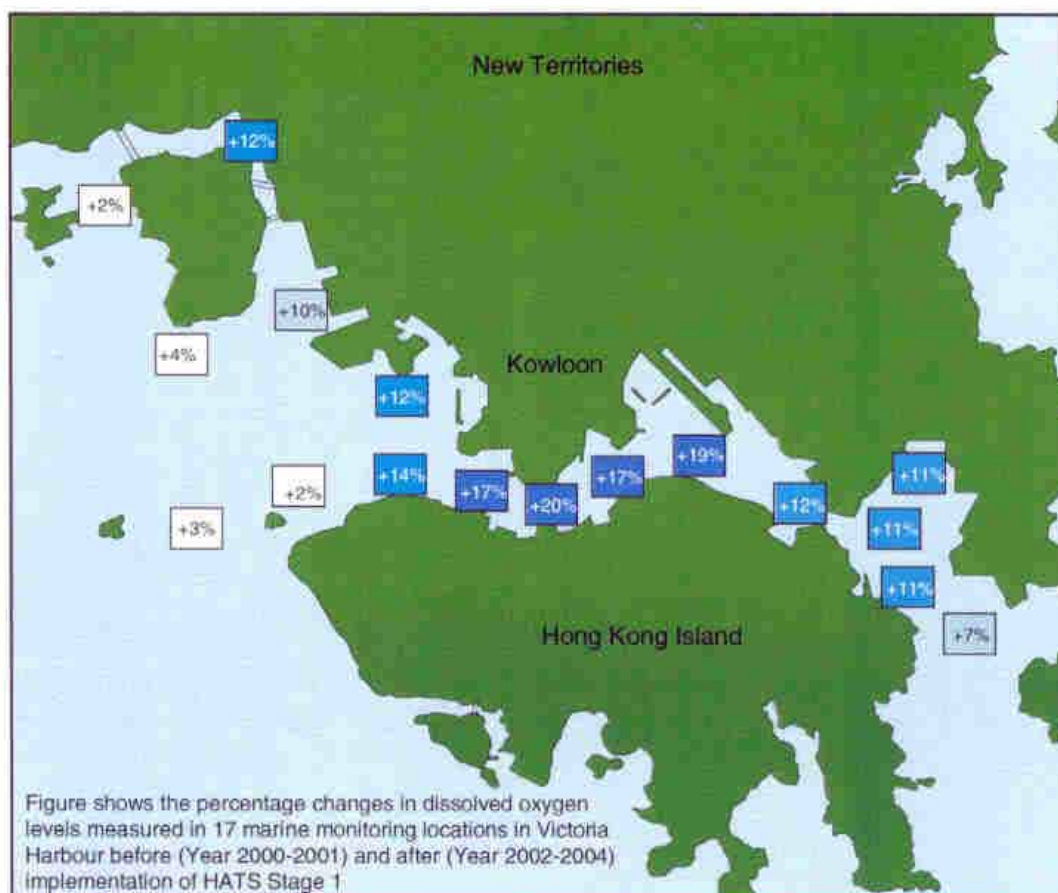 New Territories
+12%
+2%
+10%
+4%
Kowloon
+12%
+19%
+14%
+17%
+11%
+2%
+17%
+20%
+12%
+3%
+11%
+11%
Hong Kong Island
+7%
Figure shows the percentage changes in dissolved oxygen
levels measured in 17 marine monitoring locations in Victoria
Harbour before (Year 2000-2001) and after (Year 2002-2004)
implementation of HATS Stage 1